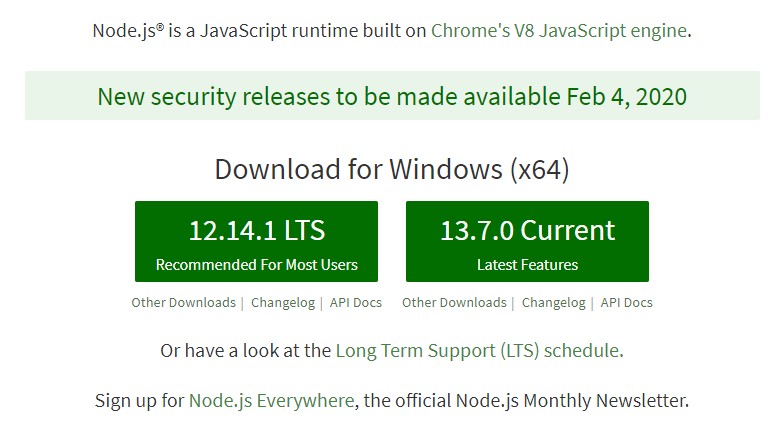 Node.js® is a JavaScript runtime built on Chrome's V8 JavaScript engine.
New security releases to be made available Feb 4, 2020
Download for Windows (x64)
12.14.1 LTS
Recommended For Most Users
13.7.0 Current
Latest Features
Other Downloads | Changelog | API Docs
Other Downloads | Changelog | API Docs
Or have a look at the Long Term Support (LTS) schedule.
Sign up for Node.js Everywhere, the official Node.js Monthly Newsletter.